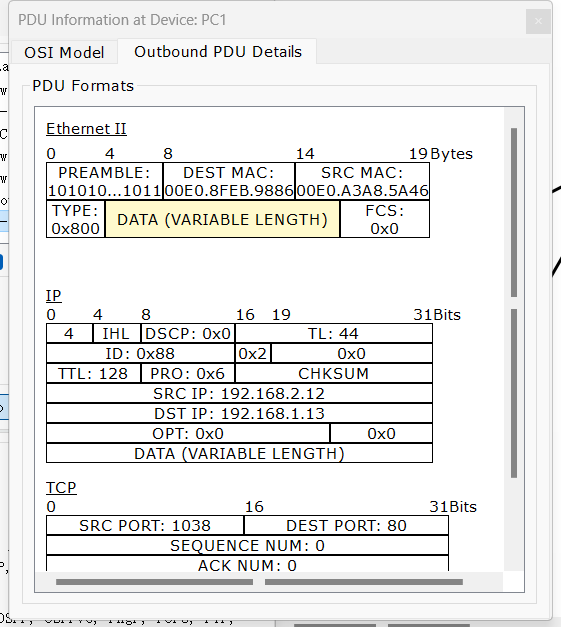 PDU Information at Device: PC1
OSI Model Outbound PDU Details
PDU Formats
Ethernet II
0 4 8 14 19 Bytes
PREAMBLE: DEST MAC: SRC MAC:
101010...1011 00E0.8FEB.9886 00E0.A3A8.5A46
TYPE: DATA (VARIABLE LENGTH) FCS:
0x800 0x0
IP
0 4 8 16 19 31 Bits
4 IHL DSCP: 0x0 TL: 44
ID: 0x88 0x2 0x0
TTL: 128 PRO: 0x6 CHKSUM
SRC IP: 192.168.2.12
DST IP: 192.168.1.13
OPT: 0x0 0x0
DATA (VARIABLE LENGTH)
TCP
0 16 31 Bits
SRC PORT: 1038 DEST PORT: 80
SEQUENCE NUM: 0
ACK NUM: 0